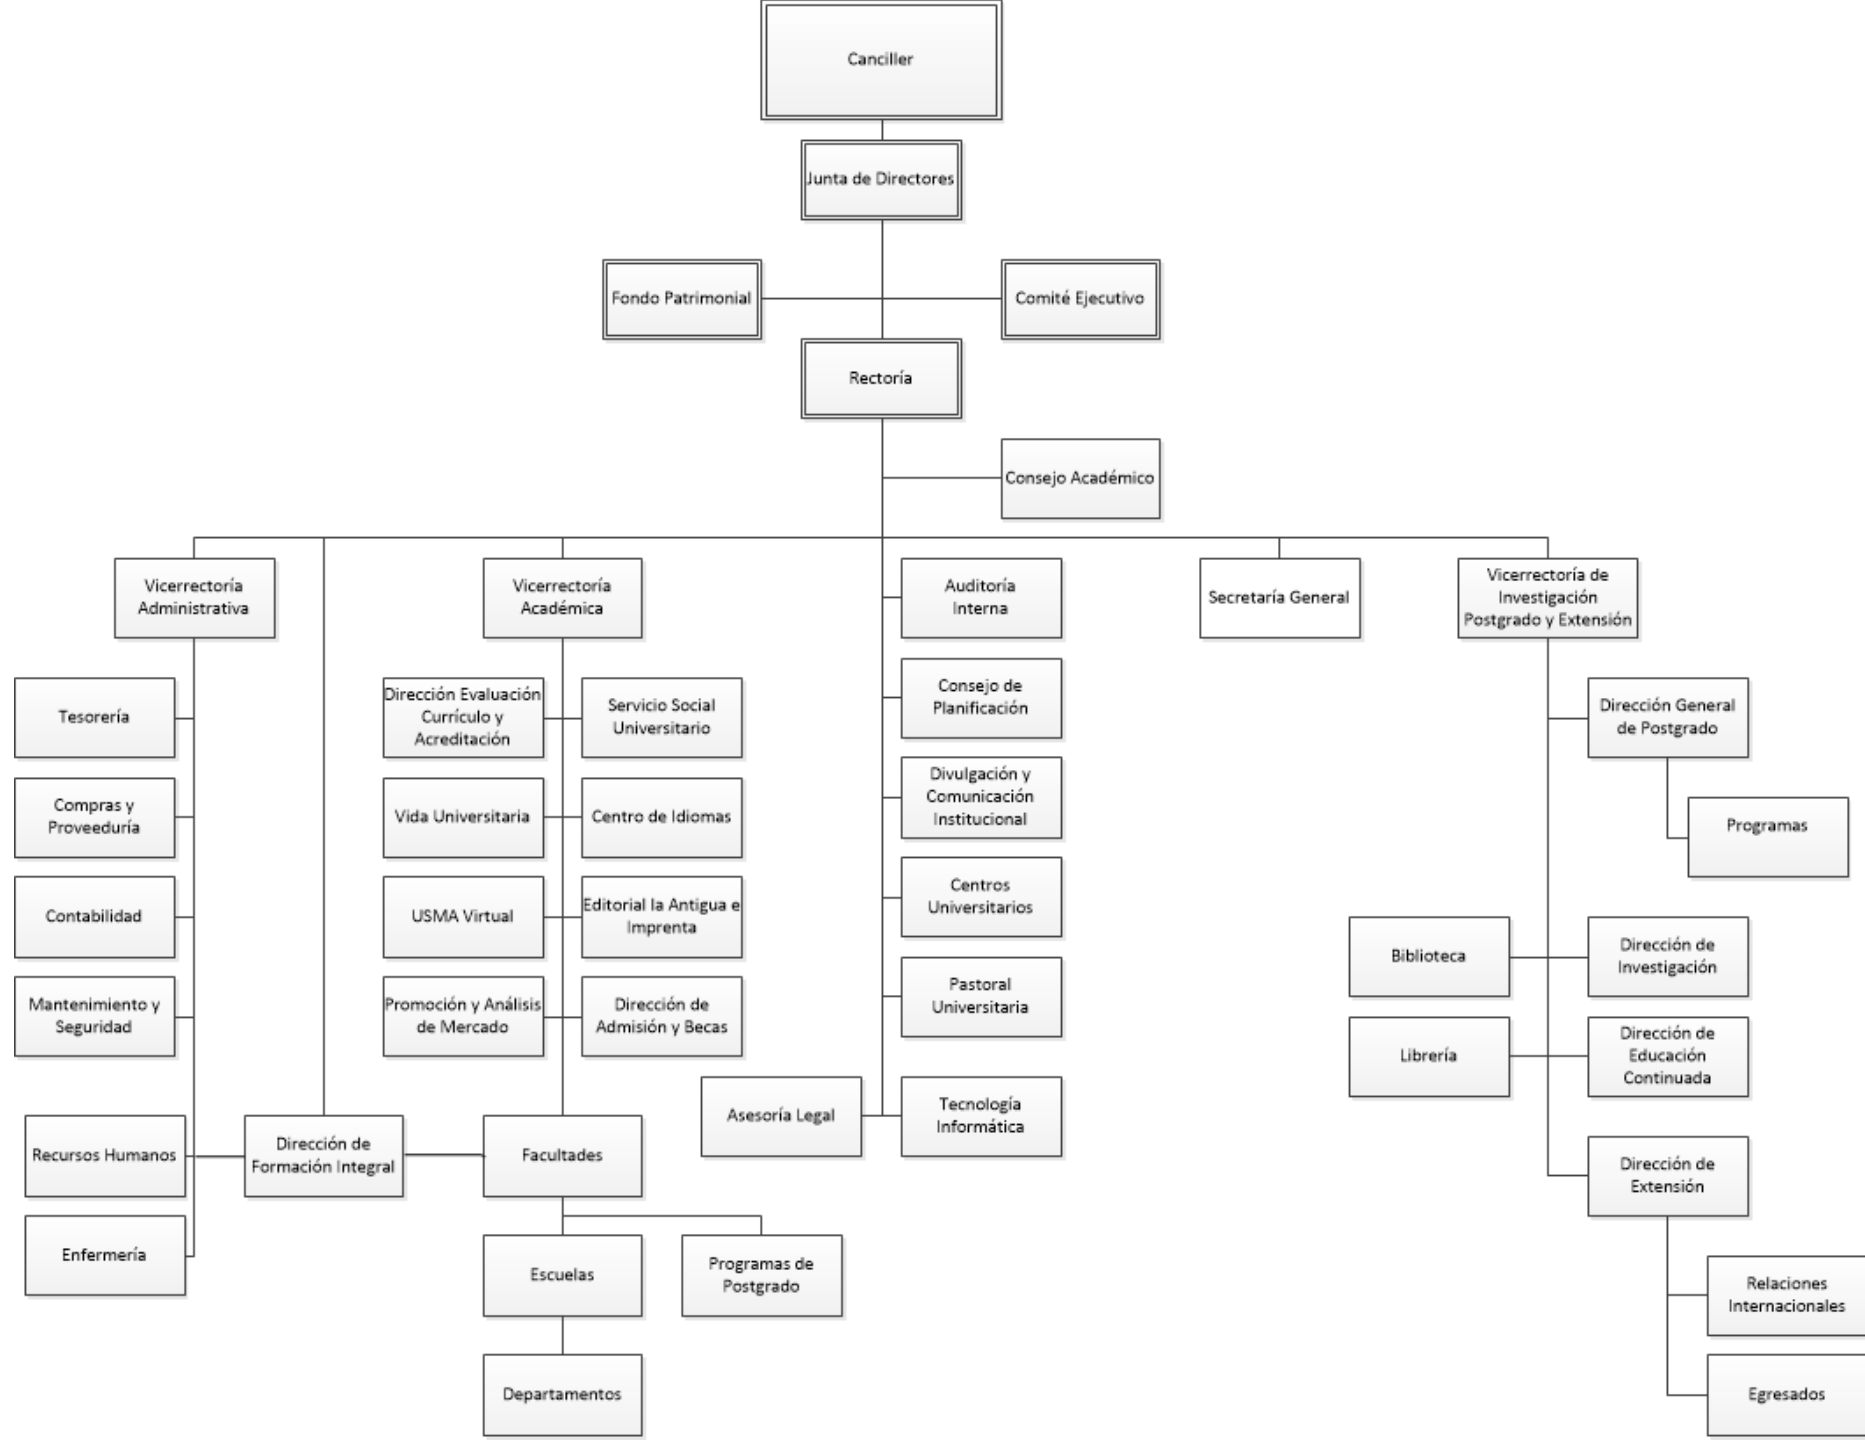 Canciller
Junta de Directores
Fondo Patrimonial
Comité Ejecutivo
Rectoría
Consejo Académico
Vicerrectoría
Administrativa
Vicerrectoría
Académica
Auditoría
Interna
Secretaría General
Vicerrectoría de
Investigación
Postgrado y Extensión
Tesorería
Compras y
Proveeduría
Contabilidad
Mantenimiento y
Seguridad
Recursos Humanos
Enfermería
Dirección de
Formación Integral
Dirección Evaluación
Currículo y
Acreditación
Servicio Social
Universitario
Vida Universitaria
Centro de Idiomas
USMA Virtual
Editorial la Antigua e
Imprenta
Promoción y Análisis
de Mercado
Dirección de
Admisión y Becas
Facultades
Escuelas
Programas de
Postgrado
Departamentos
Consejo de
Planificación
Divulgación y
Comunicación
Institucional
Centros
Universitarios
Pastoral
Universitaria
Asesoría Legal
Tecnología
Informática
Dirección General
de Postgrado
Programas
Biblioteca
Dirección de
Investigación
Librería
Dirección de
Educación
Continuada
Dirección de
Extensión
Relaciones
Internacionales
Egresados